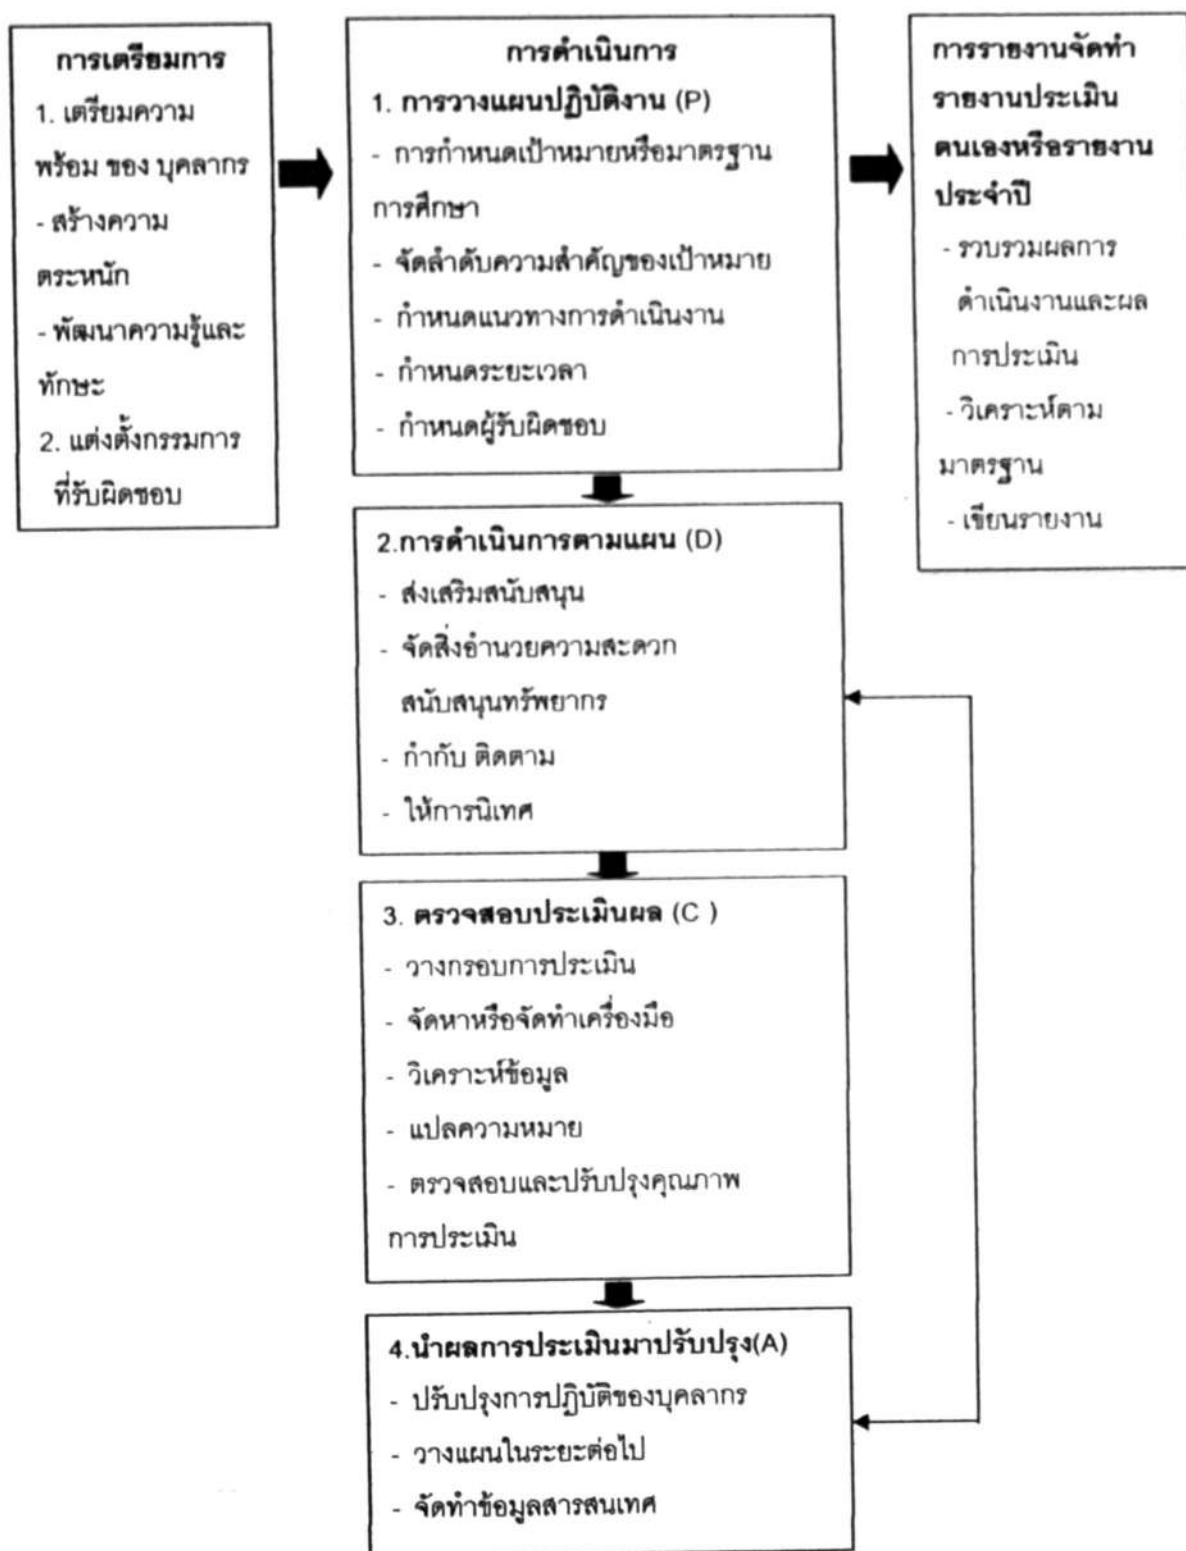 การเตรียมการ
1. เตรียมความ
พร้อม ของ บุคลากร
- สร้างความ
ตระหนัก
- พัฒนาความรู้และ
ทักษะ
2. แต่งตั้งกรรมการ
ที่รับผิดชอบ
การดำเนินการ
1. การวางแผนปฏิบัติงาน (P)
- การกำหนดเป้าหมายหรือมาตรฐาน
การศึกษา
- จัดลำดับความสำคัญของเป้าหมาย
- กำหนดแนวทางการดำเนินงาน
- กำหนดระยะเวลา
- กำหนดผู้รับผิดชอบ
การรายงานจัดทำ
รายงานประเมิน
ตนเองหรือรายงาน
ประจำปี
- รวบรวมผลการ
ดำเนินงานและผล
การประเมิน
- วิเคราะห์ตาม
มาตรฐาน
- เขียนรายงาน
2.การดำเนินการตามแผน (D)
- ส่งเสริมสนับสนุน
- จัดสิ่งอำนวยความสะดวก
สนับสนุนทรัพยากร
- กำกับ ติดตาม
- ให้การนิเทศ
3. ตรวจสอบประเมินผล (C )
- วางกรอบการประเมิน
- จัดหาหรือจัดทำเครื่องมือ
- วิเคราะห์ข้อมูล
- แปลความหมาย
- ตรวจสอบและปรับปรุงคุณภาพ
การประเมิน
4.นำผลการประเมินมาปรับปรุง(A)
- ปรับปรุงการปฏิบัติของบุคลากร
- วางแผนในระยะต่อไป
- จัดทำข้อมูลสารสนเทศ